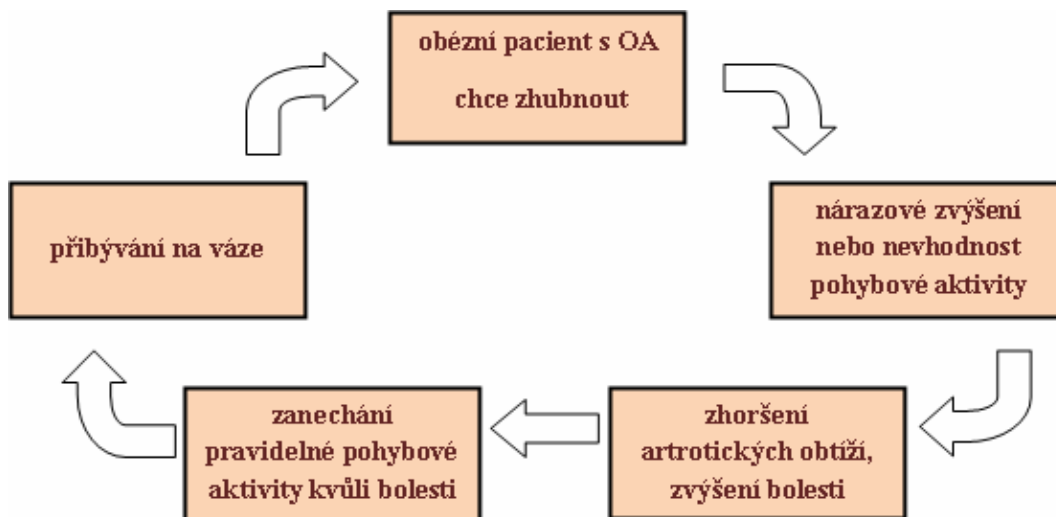 obézní pacient s OA
chce zhubnout
nárazové zvýšení
nebo nevhodnost
pohybové aktivity
zhoršení
artrotických obtíží,
zvýšení bolesti
zanechání
pravidelné pohybové
aktivity kvůli bolesti
přibývání na váze